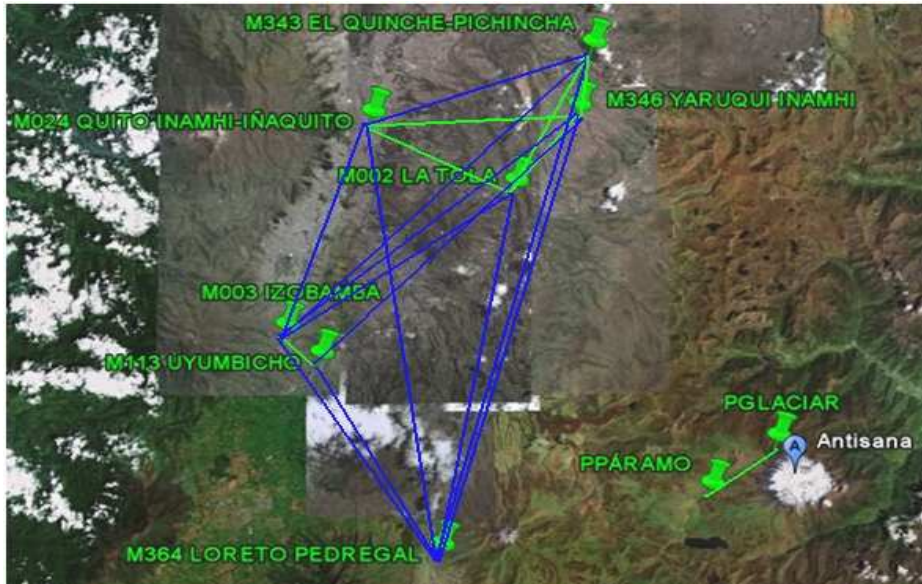 M343 EL QUINCHE-PICHINCHA
M346 YARUQUI INAMHI
M024 QUITO INAMHI-IÑAQUITO
M002 LA TOLA
M003 IZOBAMBA
M113 UYUMBICHO
PGLACIAR
A Antisana
PPÁRAMO
M364 LORETO PEDREGAL